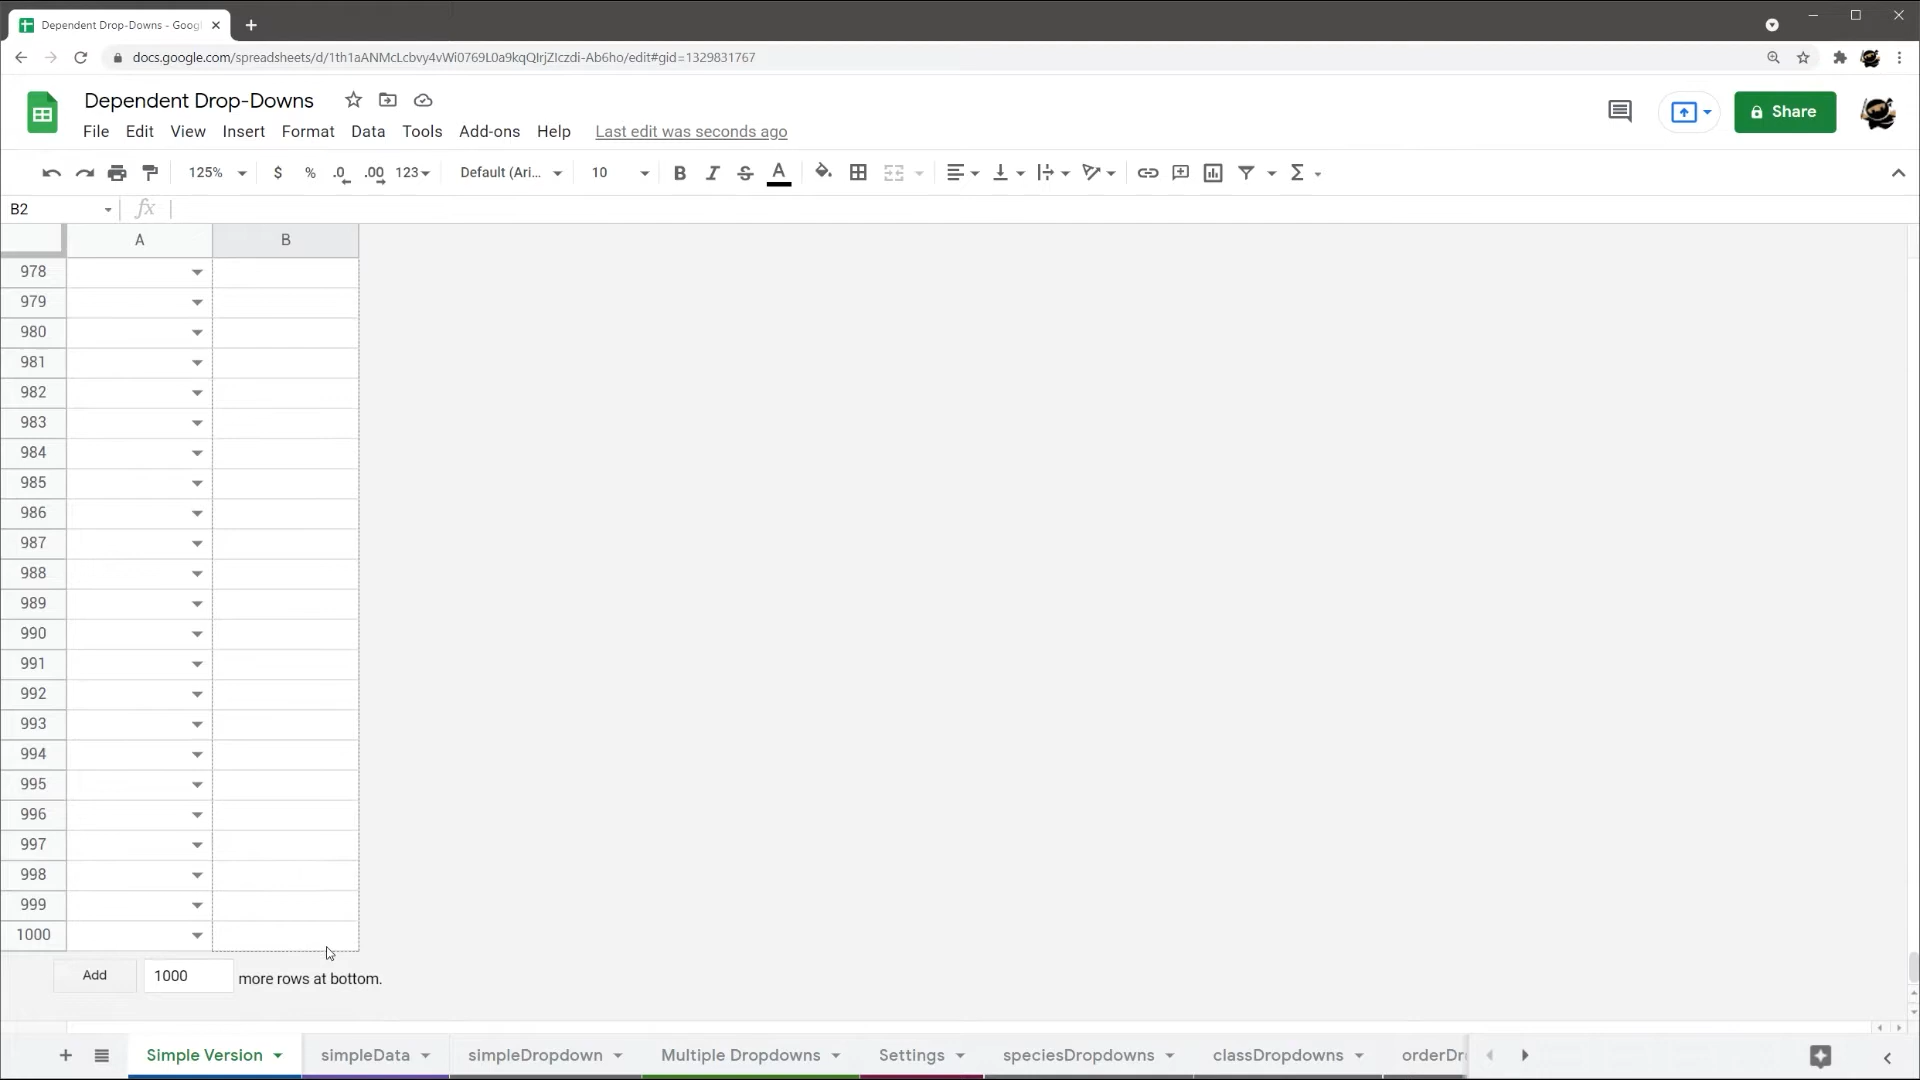 Dependent Drop-Downs - Goog
docs.google.com/spreadsheets/d/1th1aANMcLcbvy4vWi0769L0a9kqQIrjZIczdi-Ab6ho/edit#gid=1329831767
Dependent Drop-Downs
File Edit View Insert Format Data Tools Add-ons Help Last edit was seconds ago
Share
125% $ % .0 .00 123 Default (Ari... 10 B I S A Σ
B2 fx
A B
978
979
980
981
982
983
984
985
986
987
988
989
990
991
992
993
994
995
996
997
998
999
1000
Add 1000 more rows at bottom.
Simple Version simpleData simpleDropdown Multiple Dropdowns Settings speciesDropdowns classDropdowns orderDr